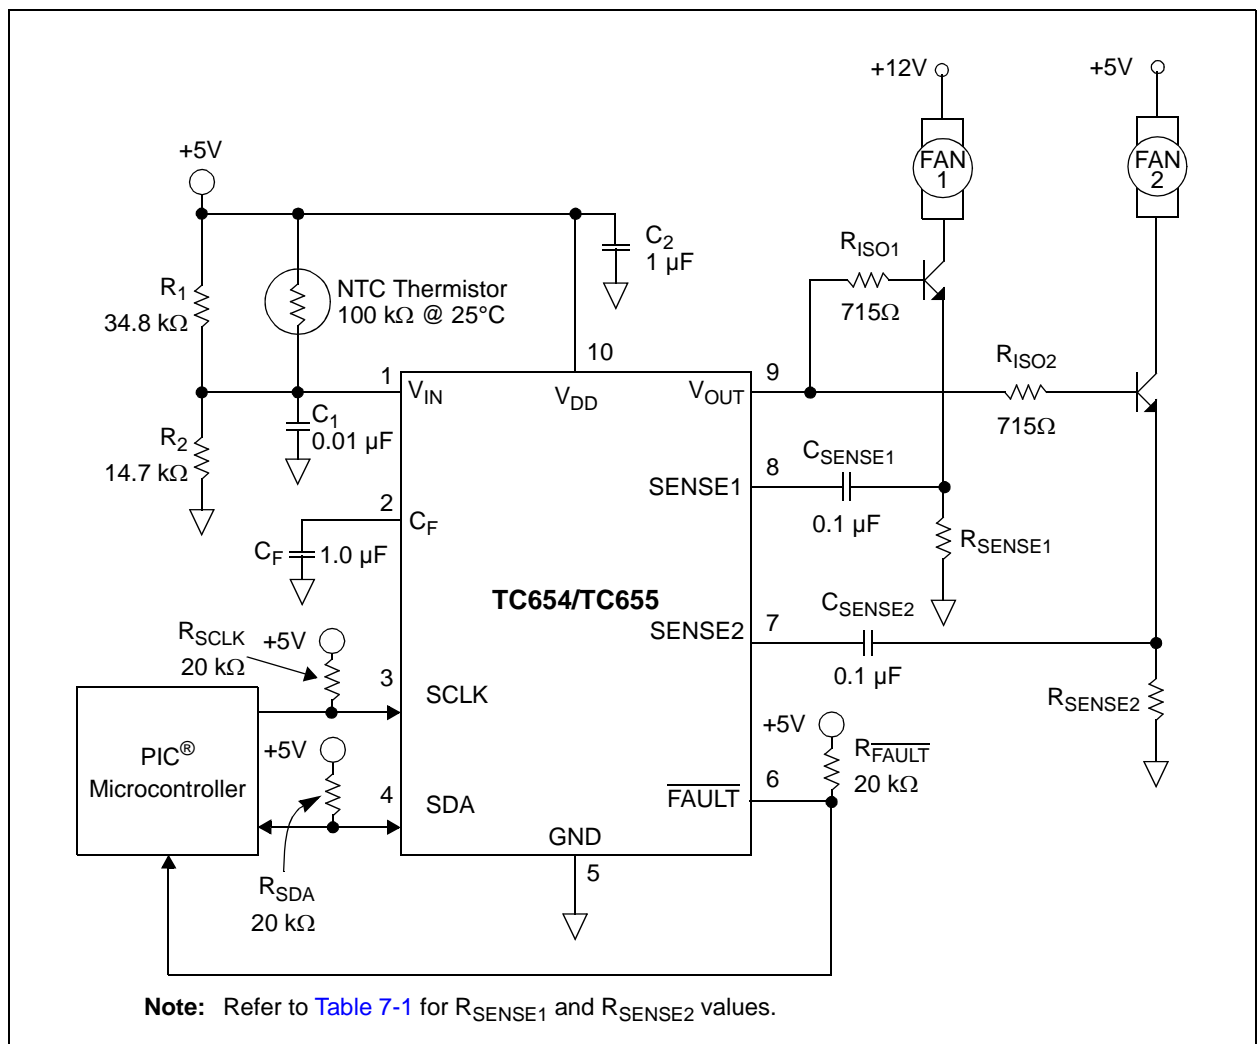 +12V
+5V
FAN
1
FAN
2
+5V
C2
1 µF
RISO1
715Ω
R1
34.8 kΩ
NTC Thermistor
100 kΩ @ 25°C
RISO2
715Ω
10
1
9
VIN
VDD
VOUT
C1
0.01 µF
R2
14.7 kΩ
CSENSE1
8
SENSE1
0.1 µF
2
CF
CF
1.0 µF
RSENSE1
TC654/TC655
CSENSE2
SENSE2
7
0.1 µF
RSCLK
20 kΩ
+5V
3
SCLK
RSENSE2
+5V
RFAULT
20 kΩ
PIC®
Microcontroller
+5V
4
SDA
6
FAULT
GND
5
RSDA
20 kΩ
Note: Refer to Table 7-1 for RSENSE1 and RSENSE2 values.